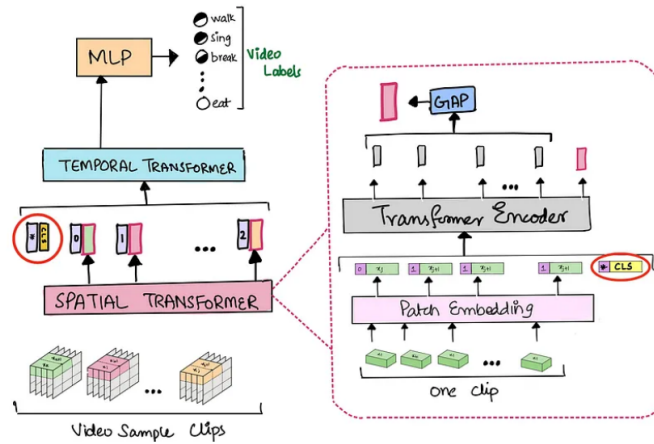 walk
sing
break
eat
Video
Labels
MLP
TEMPORAL TRANSFORMER
* CLS
0
1
...
2
SPATIAL TRANSFORMER
...
Video Sample Clips
GAP
...
Transformer Encoder
0
1
1
1
* CLS
Patch Embedding
...
One clip